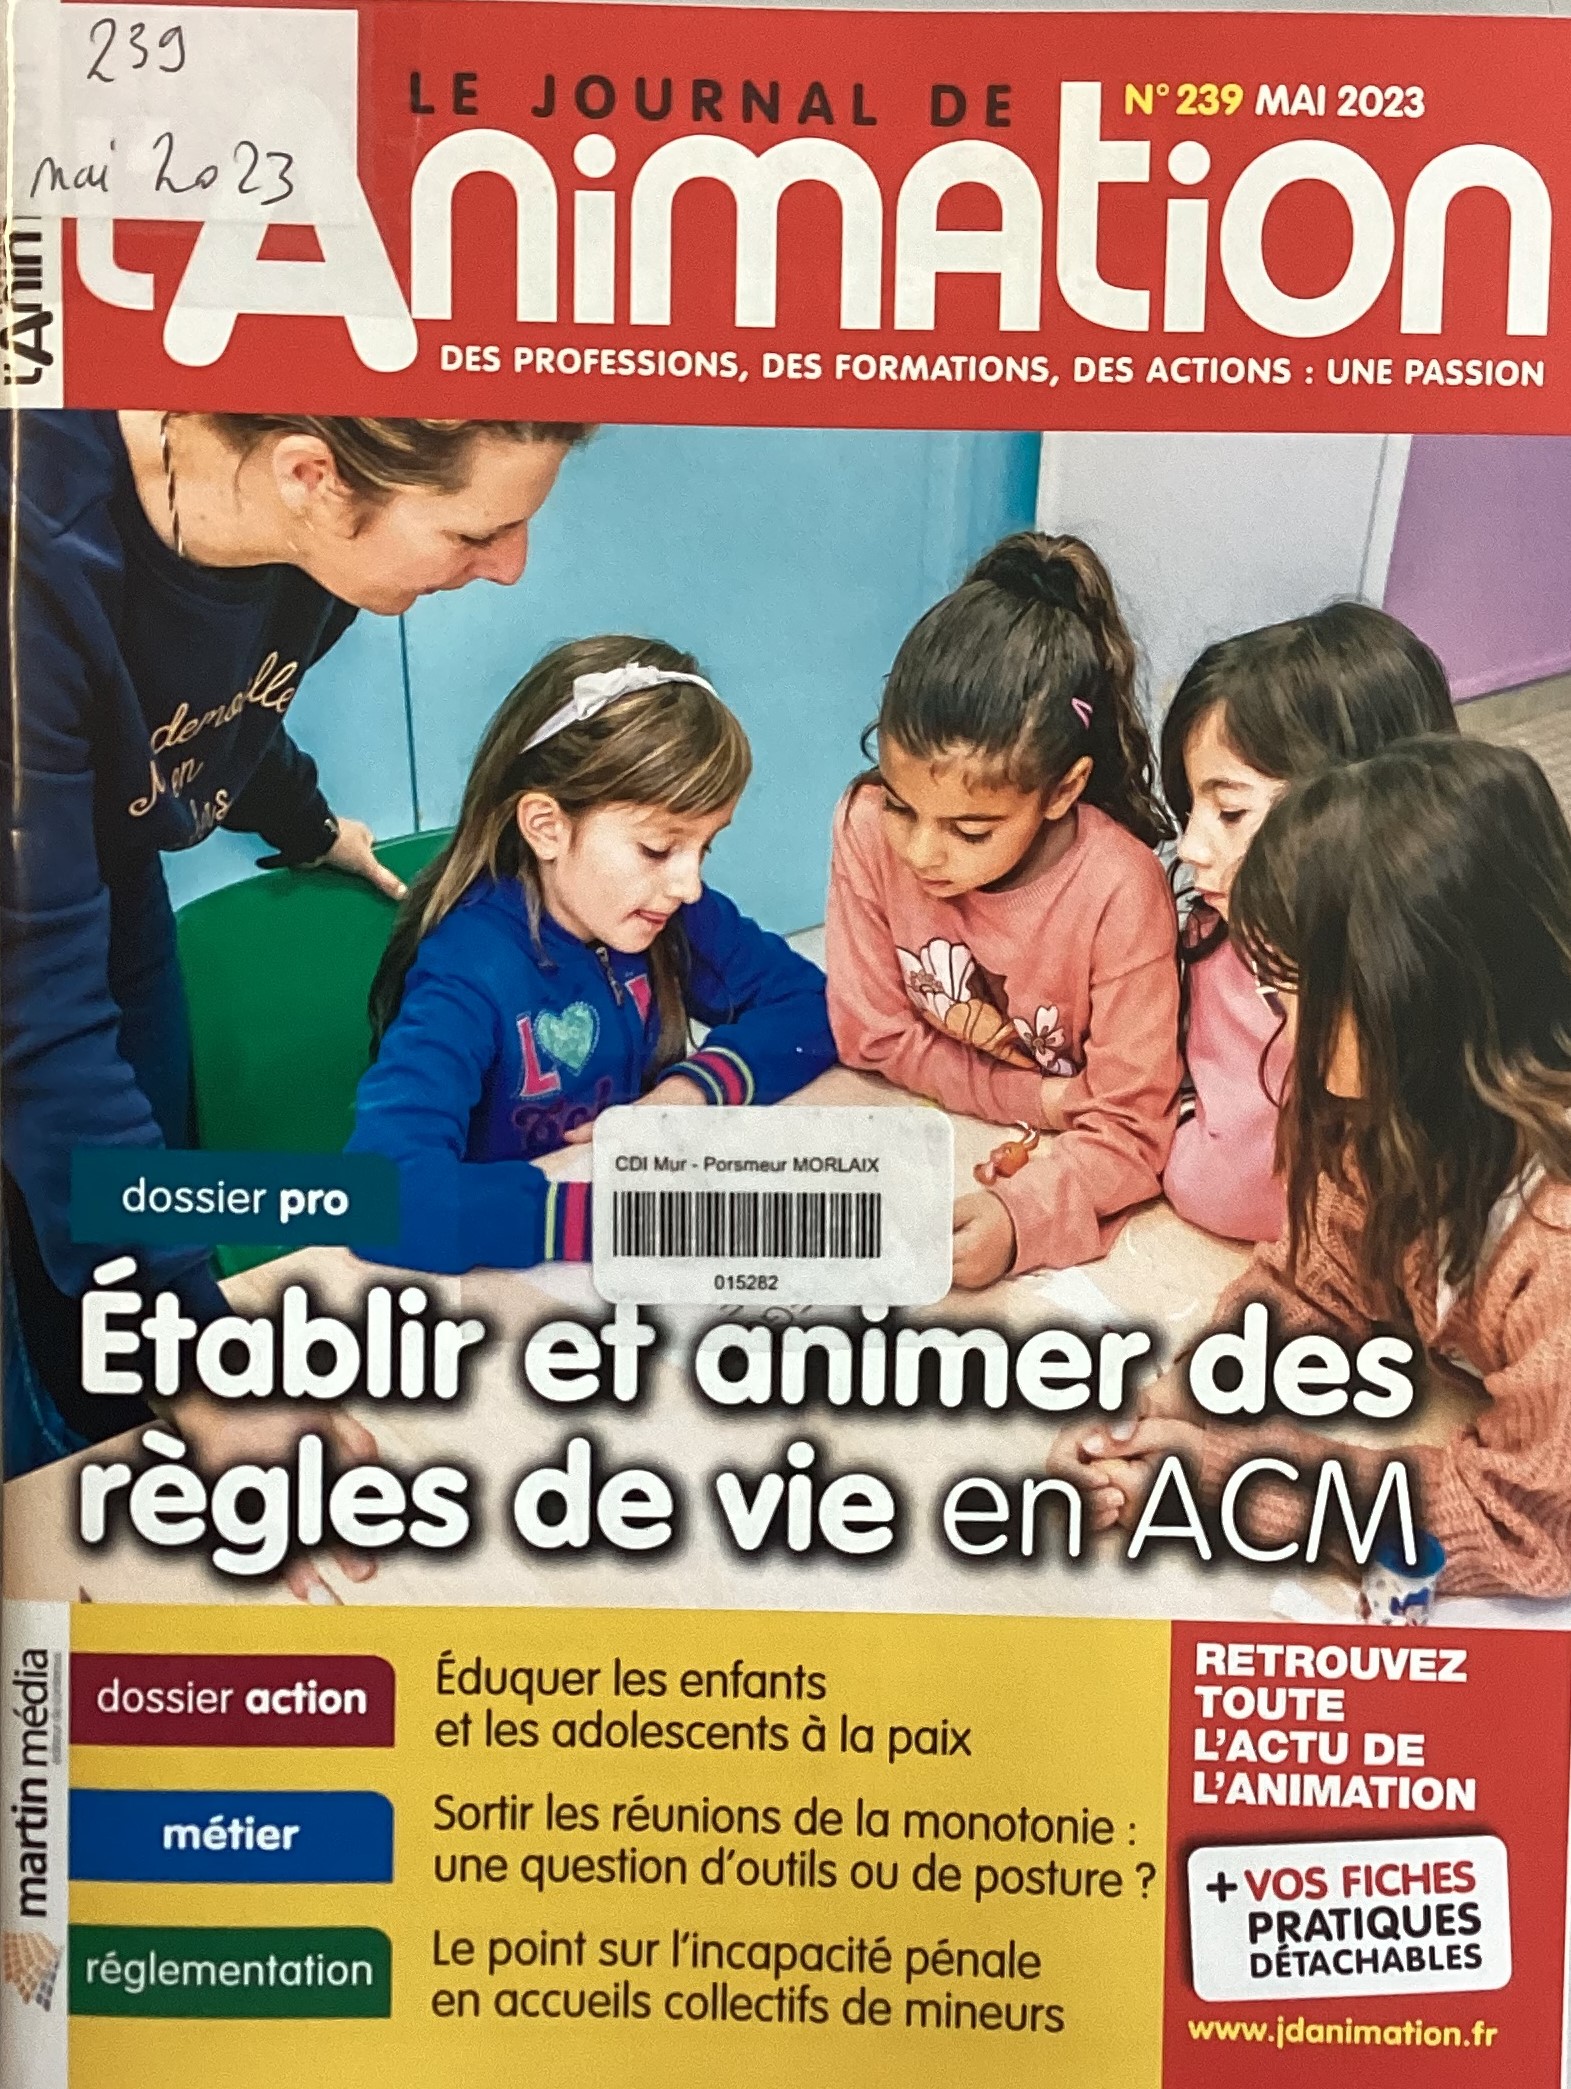 239
mai 2023
LE JOURNAL DE
N° 239 MAI 2023
l'Animation
DES PROFESSIONS, DES FORMATIONS, DES ACTIONS : UNE PASSION
l'Anim
demoiselle
CDI Mur - Porsmeur MORLAIX
015282
dossier pro
Établir et animer des
règles de vie en ACM
martin média
dossier action
Éduquer les enfants
et les adolescents à la paix
métier
Sortir les réunions de la monotonie :
une question d'outils ou de posture ?
réglementation
Le point sur l'incapacité pénale
en accueils collectifs de mineurs
RETROUVEZ
TOUTE
L'ACTU DE
L'ANIMATION
+ VOS FICHES
PRATIQUES
DÉTACHABLES
www.jdanimation.fr